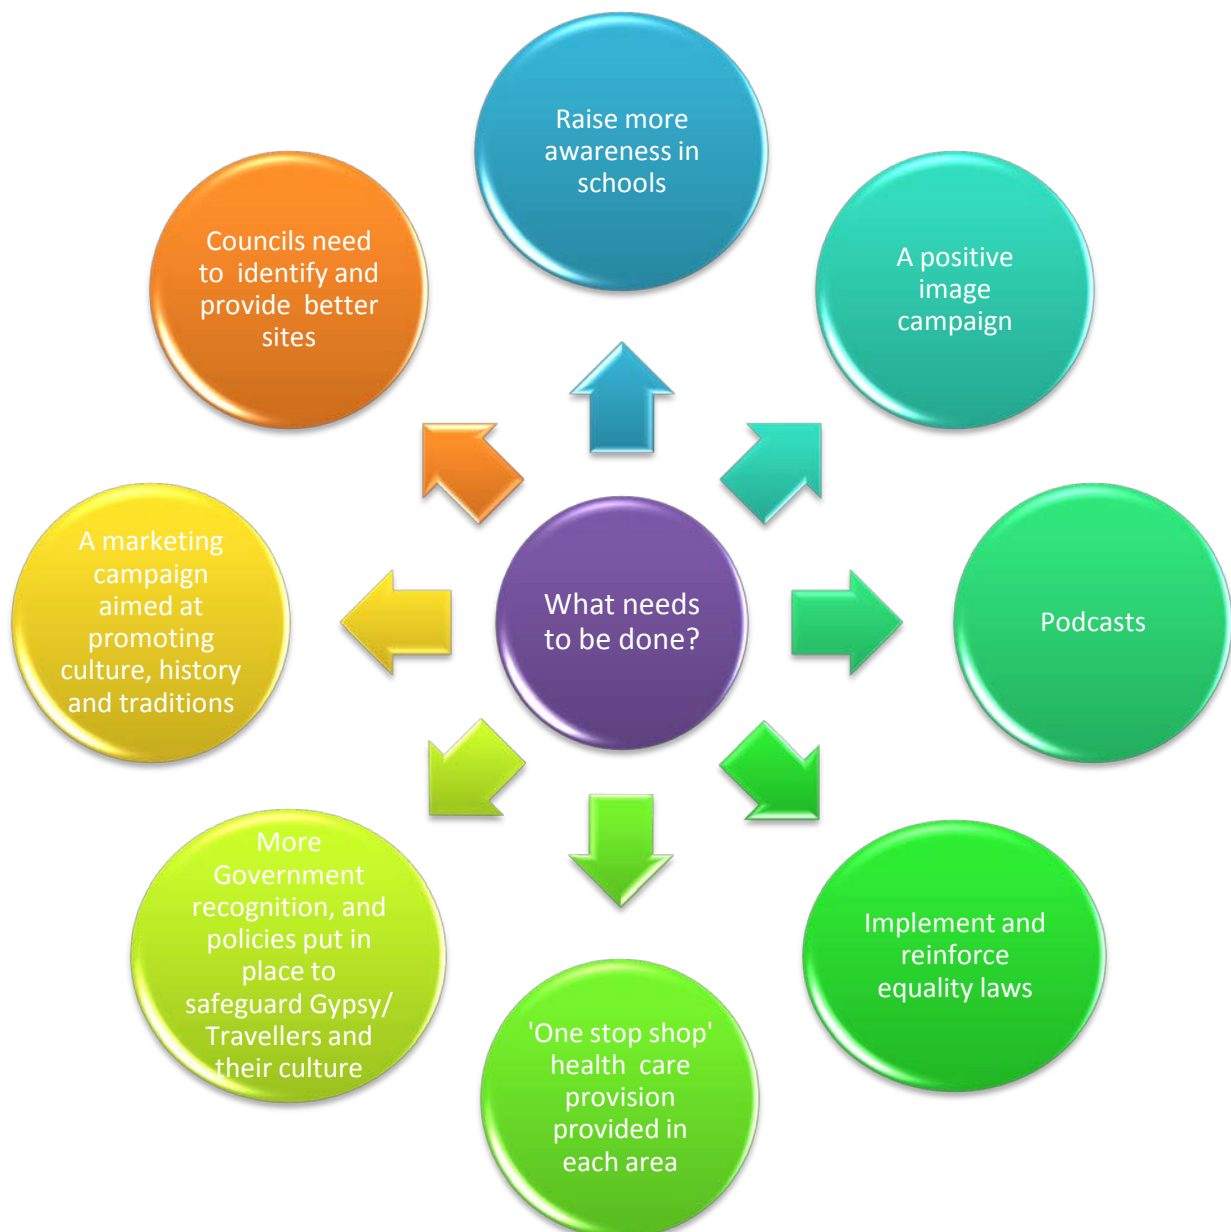 Raise more
awareness in
schools
A positive
image
campaign
Podcasts
Implement and
reinforce
equality laws
'One stop shop'
health care
provision
provided in
each area
More
Government
recognition, and
policies put in
place to
safeguard Gypsy/
Travellers and
their culture
A marketing
campaign
aimed at
promoting
culture, history
and traditions
Councils need
to identify and
provide better
sites
What needs
to be done?